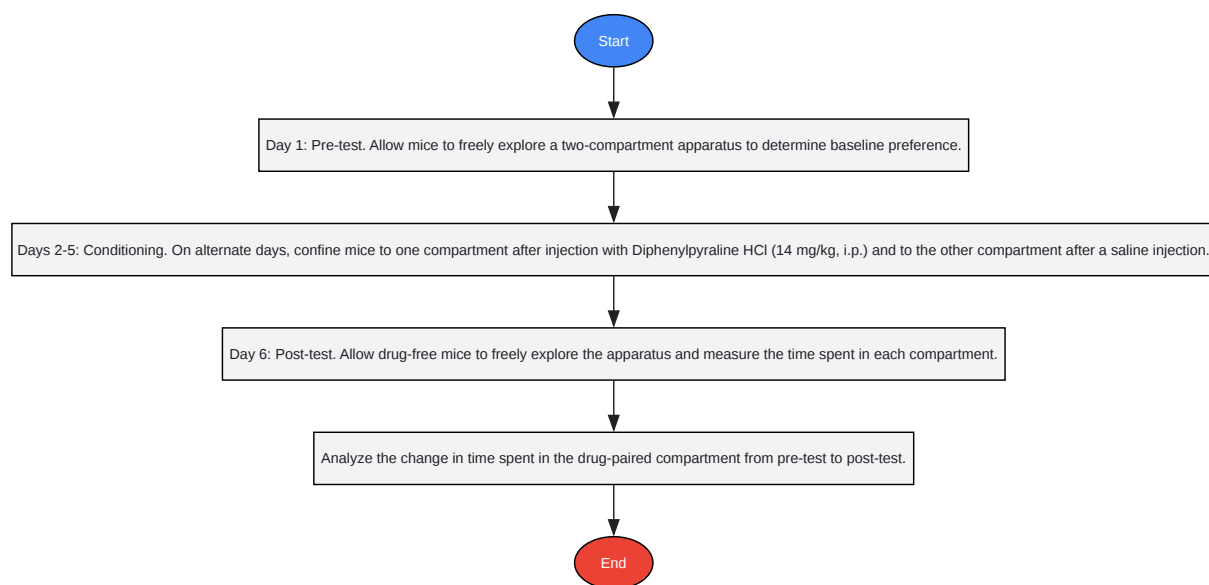 Start
Day 1: Pre-test. Allow mice to freely explore a two-compartment apparatus to determine baseline preference.
Days 2-5: Conditioning. On alternate days, confine mice to one compartment after injection with Diphenylpyraline HCl (14 mg/kg, i.p.) and to the other compartment after a saline injection.
Day 6: Post-test. Allow drug-free mice to freely explore the apparatus and measure the time spent in each compartment.
Analyze the change in time spent in the drug-paired compartment from pre-test to post-test.
End